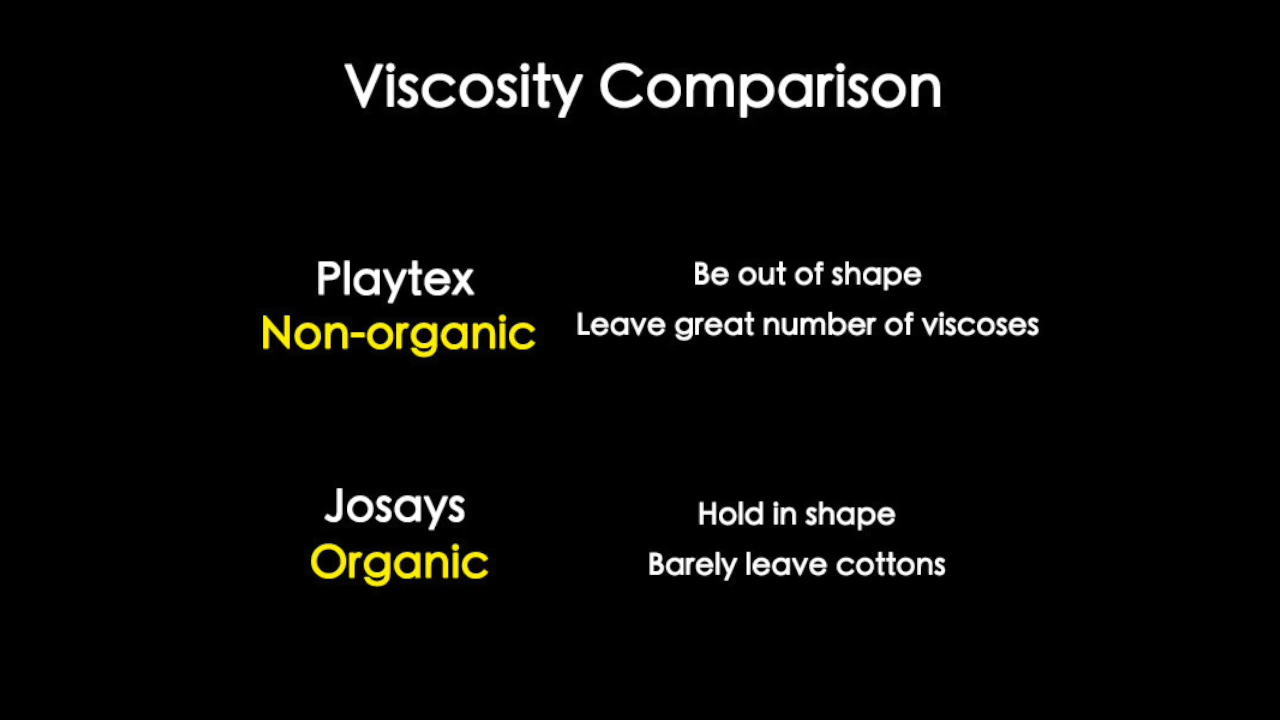 Viscosity Comparison
Playtex
Non-organic
Be out of shape
Leave great number of viscoses
Josays
Organic
Hold in shape
Barely leave cottons